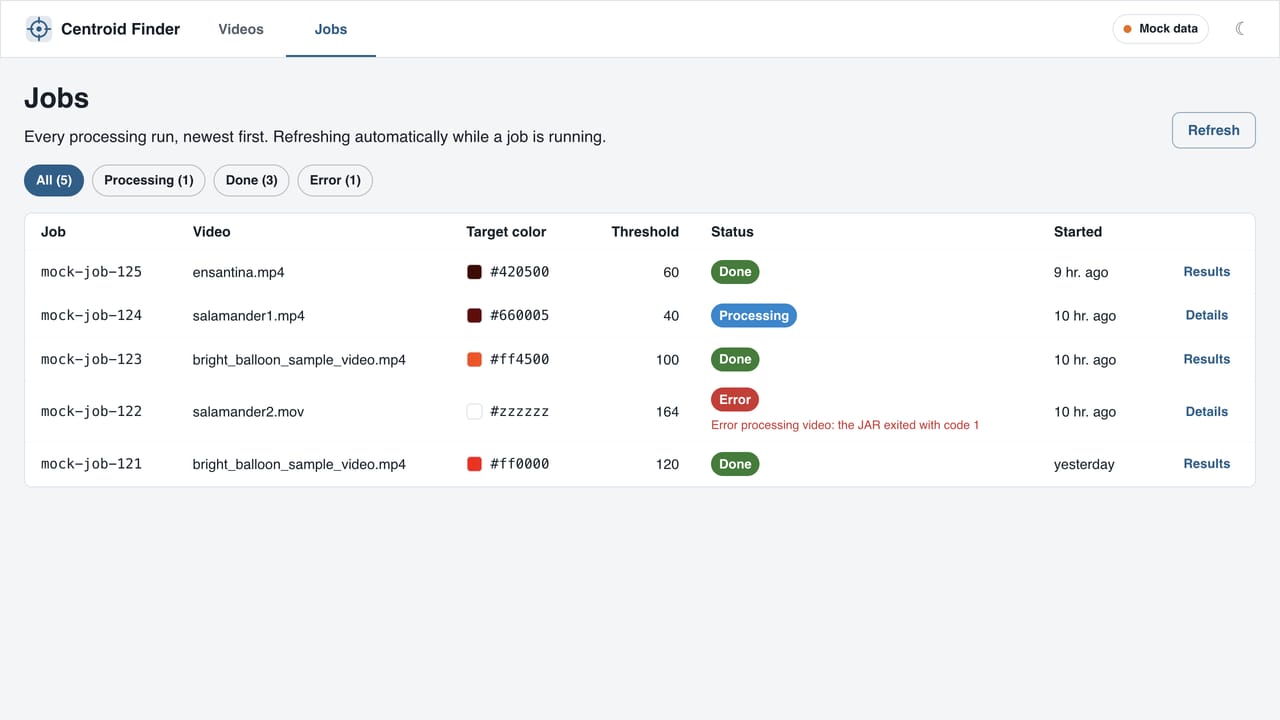 Centroid Finder Videos Jobs Mock data
Jobs
Every processing run, newest first. Refreshing automatically while a job is running.
Refresh
All (5) Processing (1) Done (3) Error (1)
Job Video Target color Threshold Status Started
mock-job-125 ensantina.mp4 #420500 60 Done 9 hr. ago Results
mock-job-124 salamander1.mp4 #660005 40 Processing 10 hr. ago Details
mock-job-123 bright_balloon_sample_video.mp4 #ff4500 100 Done 10 hr. ago Results
mock-job-122 salamander2.mov #zzzzzz 164 Error 10 hr. ago Details
Error processing video: the JAR exited with code 1
mock-job-121 bright_balloon_sample_video.mp4 #ff0000 120 Done yesterday Results